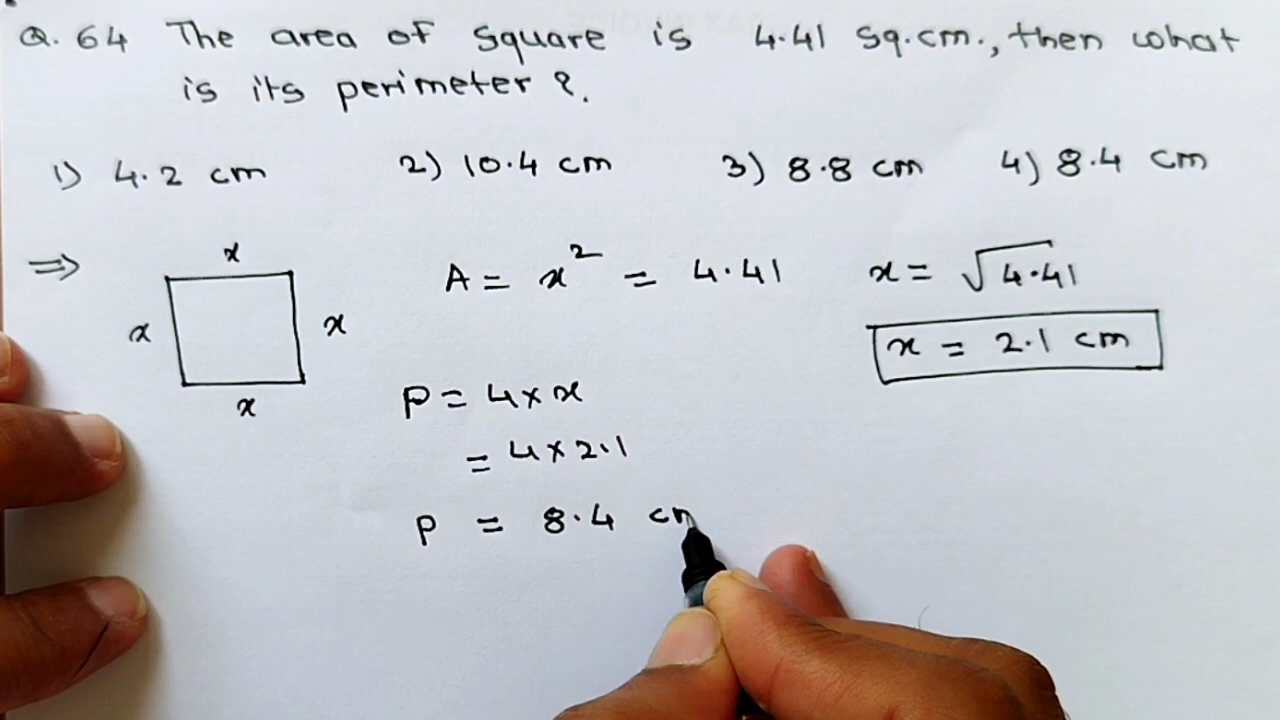 Q. 64 The area of square is 4.41 sq.cm., then what
is its perimeter ?.
1) 4.2 cm 2) 10.4 cm 3) 8.8 cm 4) 8.4 cm
⇒ x
x x
x
A = x² = 4.41 x = √4.41
x = 2.1 cm
P = 4 × x
= 4 × 2.1
P = 8.4 cm